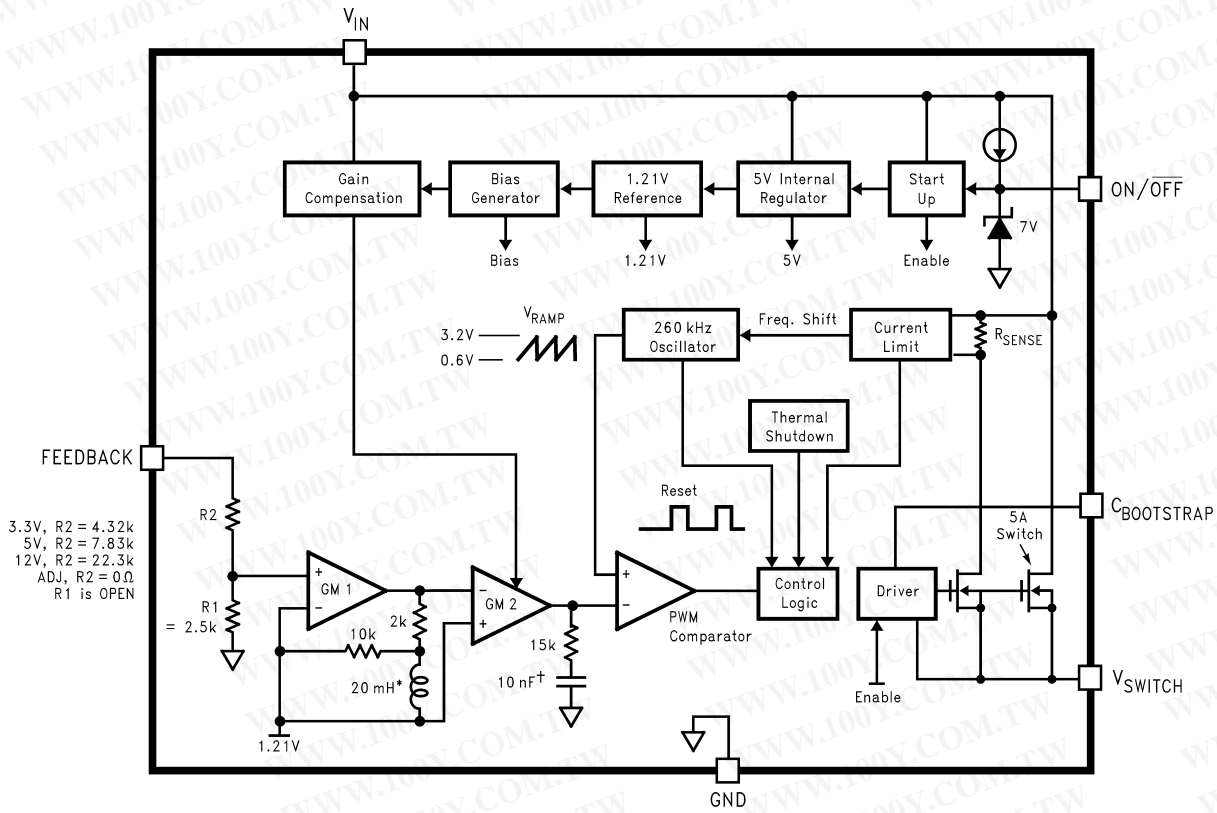 WWW.100Y.COM.TW
V_IN
Gain
Compensation
Bias
Generator
1.21V
Reference
5V Internal
Regulator
Start
Up
ON/O̅F̅F̅
7V
Bias
1.21V
5V
Enable
V_RAMP
3.2V
0.6V
260 kHz
Oscillator
Freq. Shift
Current
Limit
R_SENSE
Thermal
Shutdown
FEEDBACK
Reset
C_BOOTSTRAP
5A
Switch
R2
3.3V, R2 = 4.32k
5V, R2 = 7.83k
12V, R2 = 22.3k
ADJ, R2 = 0Ω
R1 is OPEN
R1
= 2.5k
+
−
GM 1
2k
10k
20 mH*
1.21V
−
GM 2
+
15k
10 nF†
+
−
PWM
Comparator
Control
Logic
Driver
Enable
V_SWITCH
GND